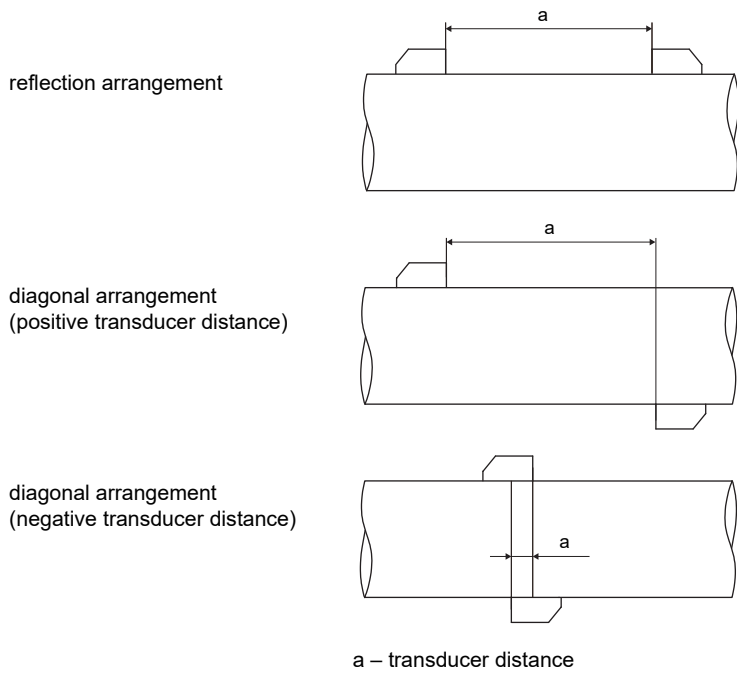 a
reflection arrangement
a
diagonal arrangement
(positive transducer distance)
diagonal arrangement
(negative transducer distance)
a
a – transducer distance